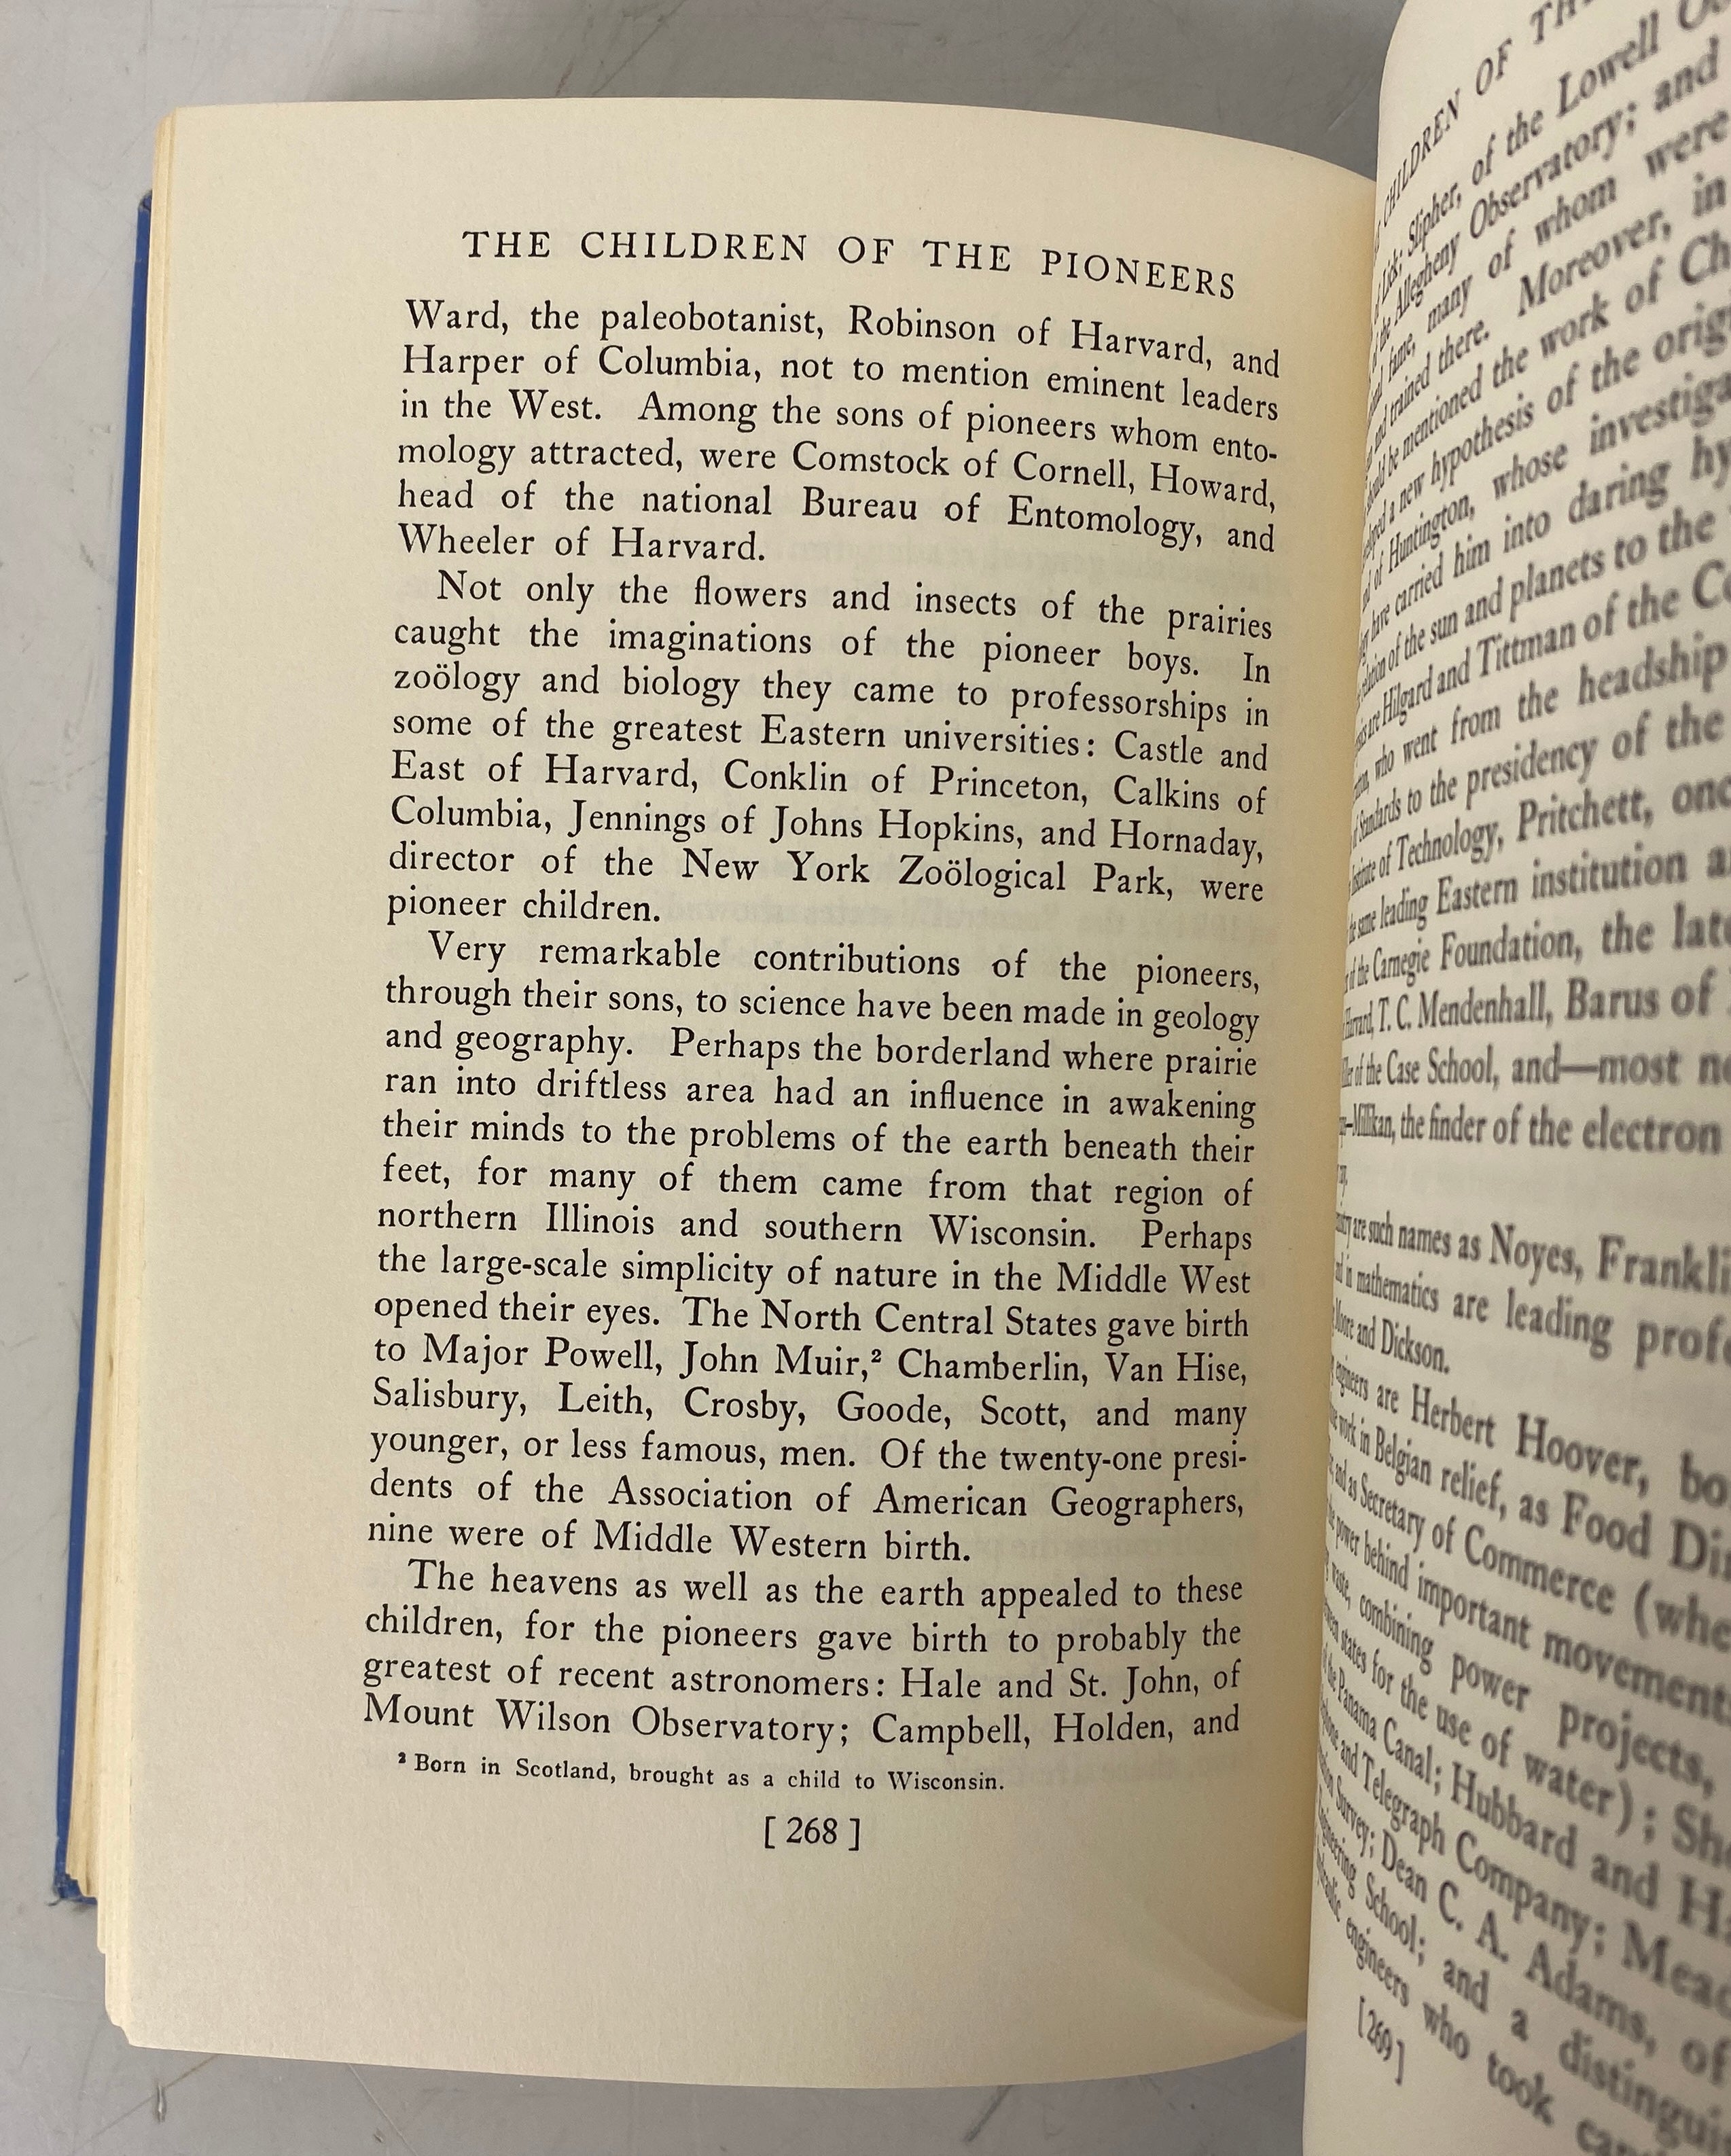 THE CHILDREN OF THE PIONEERS
Ward, the paleobotanist, Robinson of Harvard, and
Harper of Columbia, not to mention eminent leaders
in the West. Among the sons of pioneers whom ento-
mology attracted, were Comstock of Cornell, Howard,
head of the national Bureau of Entomology, and
Wheeler of Harvard.
Not only the flowers and insects of the prairies
caught the imaginations of the pioneer boys. In
zoölogy and biology they came to professorships in
some of the greatest Eastern universities: Castle and
East of Harvard, Conklin of Princeton, Calkins of
Columbia, Jennings of Johns Hopkins, and Hornaday,
director of the New York Zoölogical Park, were
pioneer children.
Very remarkable contributions of the pioneers,
through their sons, to science have been made in geology
and geography. Perhaps the borderland where prairie
ran into driftless area had an influence in awakening
their minds to the problems of the earth beneath their
feet, for many of them came from that region of
northern Illinois and southern Wisconsin. Perhaps
the large-scale simplicity of nature in the Middle West
opened their eyes. The North Central States gave birth
to Major Powell, John Muir,² Chamberlin, Van Hise,
Salisbury, Leith, Crosby, Goode, Scott, and many
younger, or less famous, men. Of the twenty-one presi-
dents of the Association of American Geographers,
nine were of Middle Western birth.
The heavens as well as the earth appealed to these
children, for the pioneers gave birth to probably the
greatest of recent astronomers: Hale and St. John, of
Mount Wilson Observatory; Campbell, Holden, and
² Born in Scotland, brought as a child to Wisconsin.
[ 268 ]
CHILDREN OF
Lick; Slipher, of the Lowell
the Allegheny Observatory; and
fame, many of whom were
and trained there. Moreover, in
be mentioned the work of
a new hypothesis of the
of Huntington, whose
have carried him into daring
of the sun and planets to the
are Hilgard and Tittman of the
who went from the headship
Standards to the presidency of the
Institute of Technology, Pritchett,
the same leading Eastern institution
of the Carnegie Foundation, the
Harvard, T. C. Mendenhall, Barus of
of the Case School, and—most
Millikan, the finder of the electron
are such names as Noyes,
in mathematics are leading
Moore and Dickson.
engineers are Herbert Hoover,
work in Belgian relief, as Food
and as Secretary of Commerce
power behind important
waste, combining power projects,
states for the use of water);
the Panama Canal; Hubbard and
and Telegraph Company;
Survey; Dean C. A. Adams, of
Engineering School; and a
engineers who took
[ 269 ]